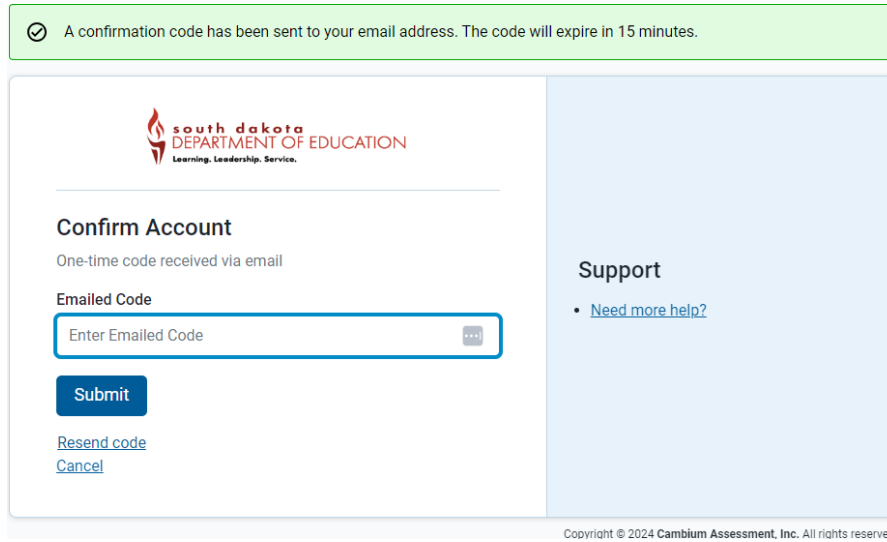 A confirmation code has been sent to your email address. The code will expire in 15 minutes.
south dakota
DEPARTMENT OF EDUCATION
Learning. Leadership. Service.
Confirm Account
One-time code received via email
Emailed Code
Enter Emailed Code
Submit
Resend code
Cancel
Support
Need more help?
Copyright © 2024 Cambium Assessment, Inc. All rights reserve